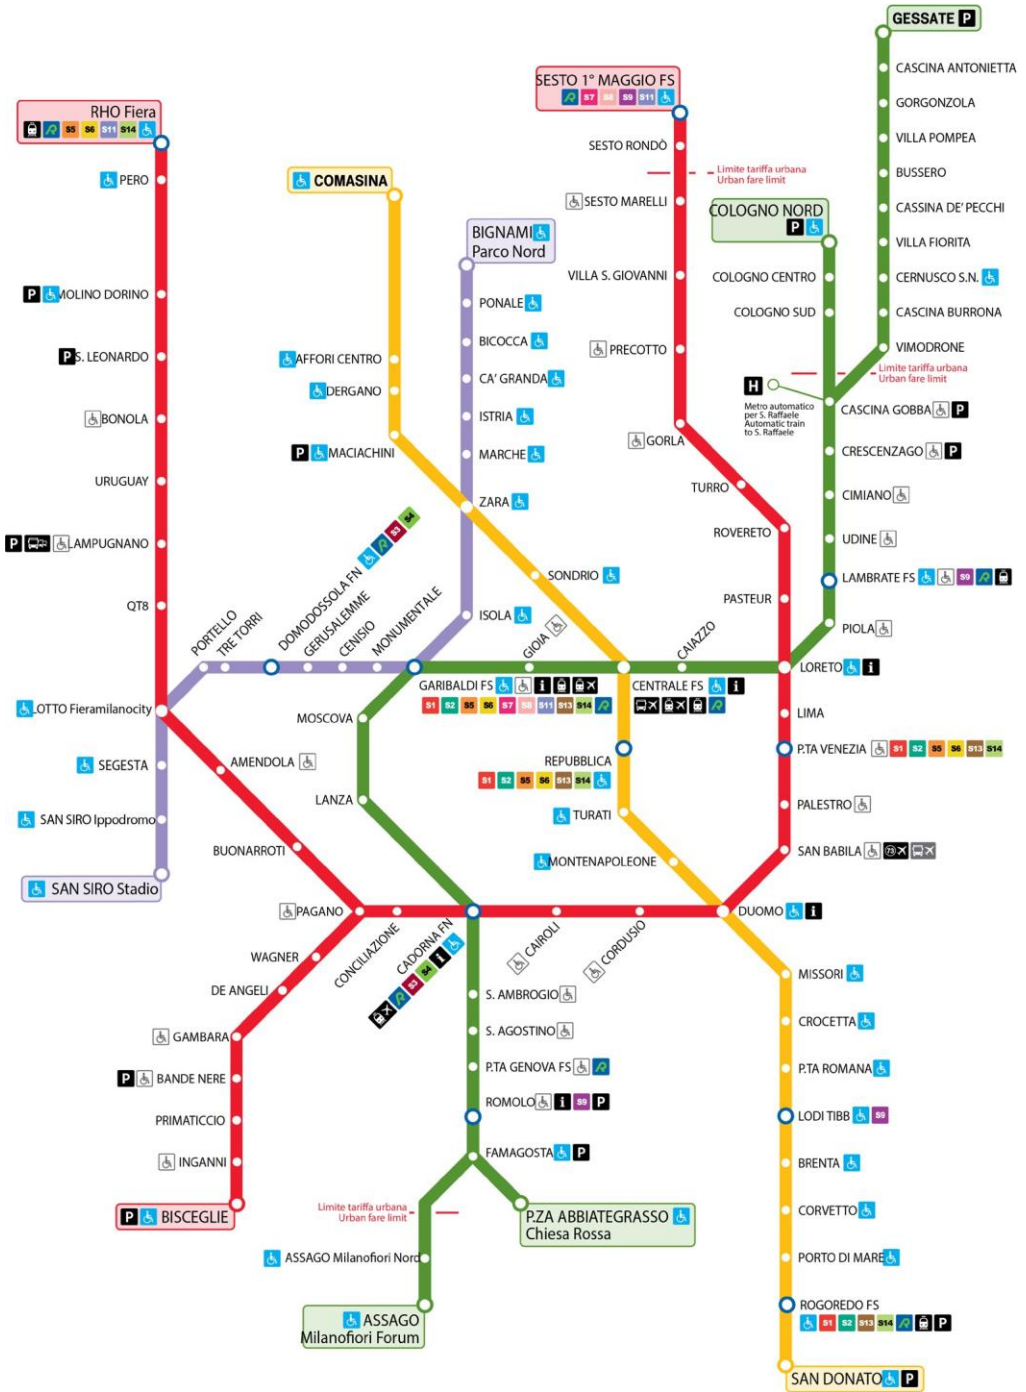 GESSATE P
CASCINA ANTONIETTA
GORGONZOLA
VILLA POMPEA
BUSSERO
CASSINA DE' PECCHI
VILLA FIORITA
CERNUSCO S.N.
CASCINA BURRONA
VIMODRONE
Limite tariffa urbana
Urban fare limit
SESTO 1° MAGGIO FS
R S7 S8 S9 S11
SESTO RONDÒ
Limite tariffa urbana
Urban fare limit
SESTO MARELLI
VILLA S. GIOVANNI
PRECOTTO
GORLA
TURRO
ROVERETO
PASTEUR
COLOGNO NORD
P
COLOGNO CENTRO
COLOGNO SUD
H
Metro automatico
per S. Raffaele
Automatic train
to S. Raffaele
CASCINA GOBBA P
CRESCENZAGO P
CIMIANO
UDINE
LAMBRATE FS S9 R
PIOLA
LORETO i
RHO Fiera
R S5 S6 S11 S14
PERO
P MOLINO DORINO
P S. LEONARDO
BONOLA
URUGUAY
P LAMPUGNANO
QT8
LOTTO Fieramilanocity
SEGESTA
SAN SIRO Ippodromo
SAN SIRO Stadio
COMASINA
AFFORI CENTRO
DERGANO
P MACIACHINI
BIGNAMI
Parco Nord
PONALE
BICOCCA
CA' GRANDA
ISTRIA
MARCHE
ZARA
SONDRIO
ISOLA
PORTELLO
TRE TORRI
DOMODOSSOLA FN R S3 S4
GERUSALEMME
CENISIO
MONUMENTALE
GIOIA
CAIAZZO
GARIBALDI FS i
S1 S2 S5 S6 S7 S8 S11 S13 S14 R
CENTRALE FS i
R
MOSCOVA
LANZA
REPUBBLICA
S1 S2 S5 S6 S13 S14
TURATI
MONTENAPOLEONE
LIMA
P.TA VENEZIA S1 S2 S5 S6 S13 S14
PALESTRO
SAN BABILA 73
DUOMO i
AMENDOLA
BUONARROTI
PAGANO
CONCILIAZIONE
CADORNA FN
R S3 S4 i
CAIROLI
CORDUSIO
WAGNER
DE ANGELI
GAMBARA
P BANDE NERE
PRIMATICCIO
INGANNI
P BISCEGLIE
S. AMBROGIO
S. AGOSTINO
P.TA GENOVA FS R
ROMOLO i S9 P
FAMAGOSTA P
Limite tariffa urbana
Urban fare limit
P.ZA ABBIATEGRASSO
Chiesa Rossa
ASSAGO Milanofiori Nord
ASSAGO
Milanofiori Forum
MISSORI
CROCETTA
P.TA ROMANA
LODI TIBB S9
BRENTA
CORVETTO
PORTO DI MARE
ROGOREDO FS
S1 S2 S13 S14 R P
SAN DONATO P